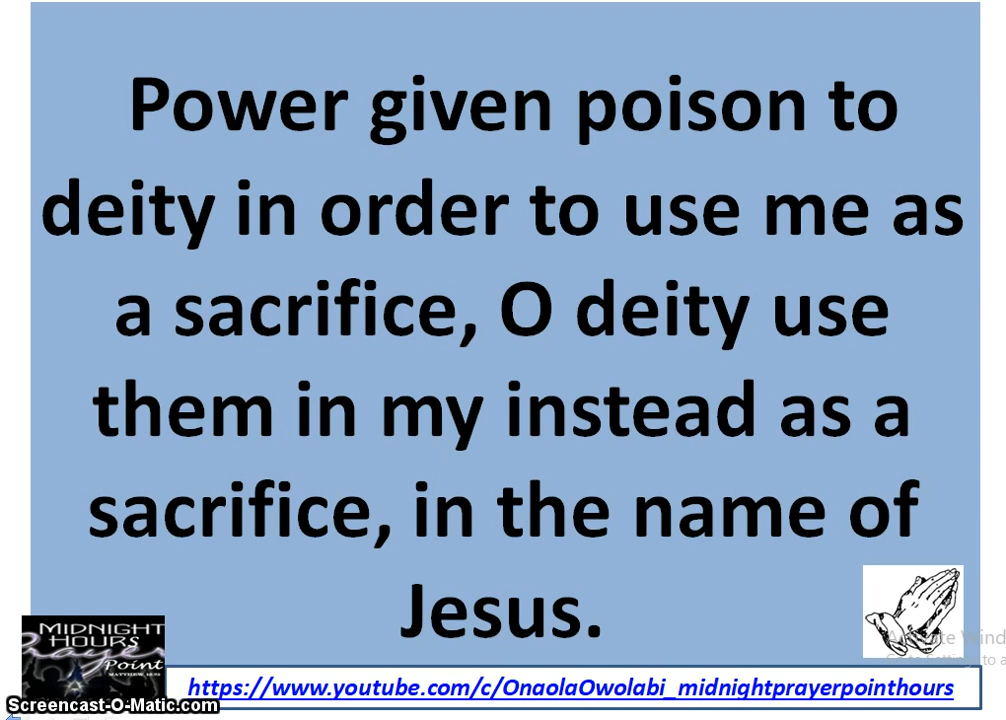 Power given poison to
deity in order to use me as
a sacrifice, O deity use
them in my instead as a
sacrifice, in the name of
Jesus.
MIDNIGHT
HOURS
Prayer
Point
https://www.youtube.com/c/OnaolaOwolabi_midnightprayerpointhours
Screencast-O-Matic.com